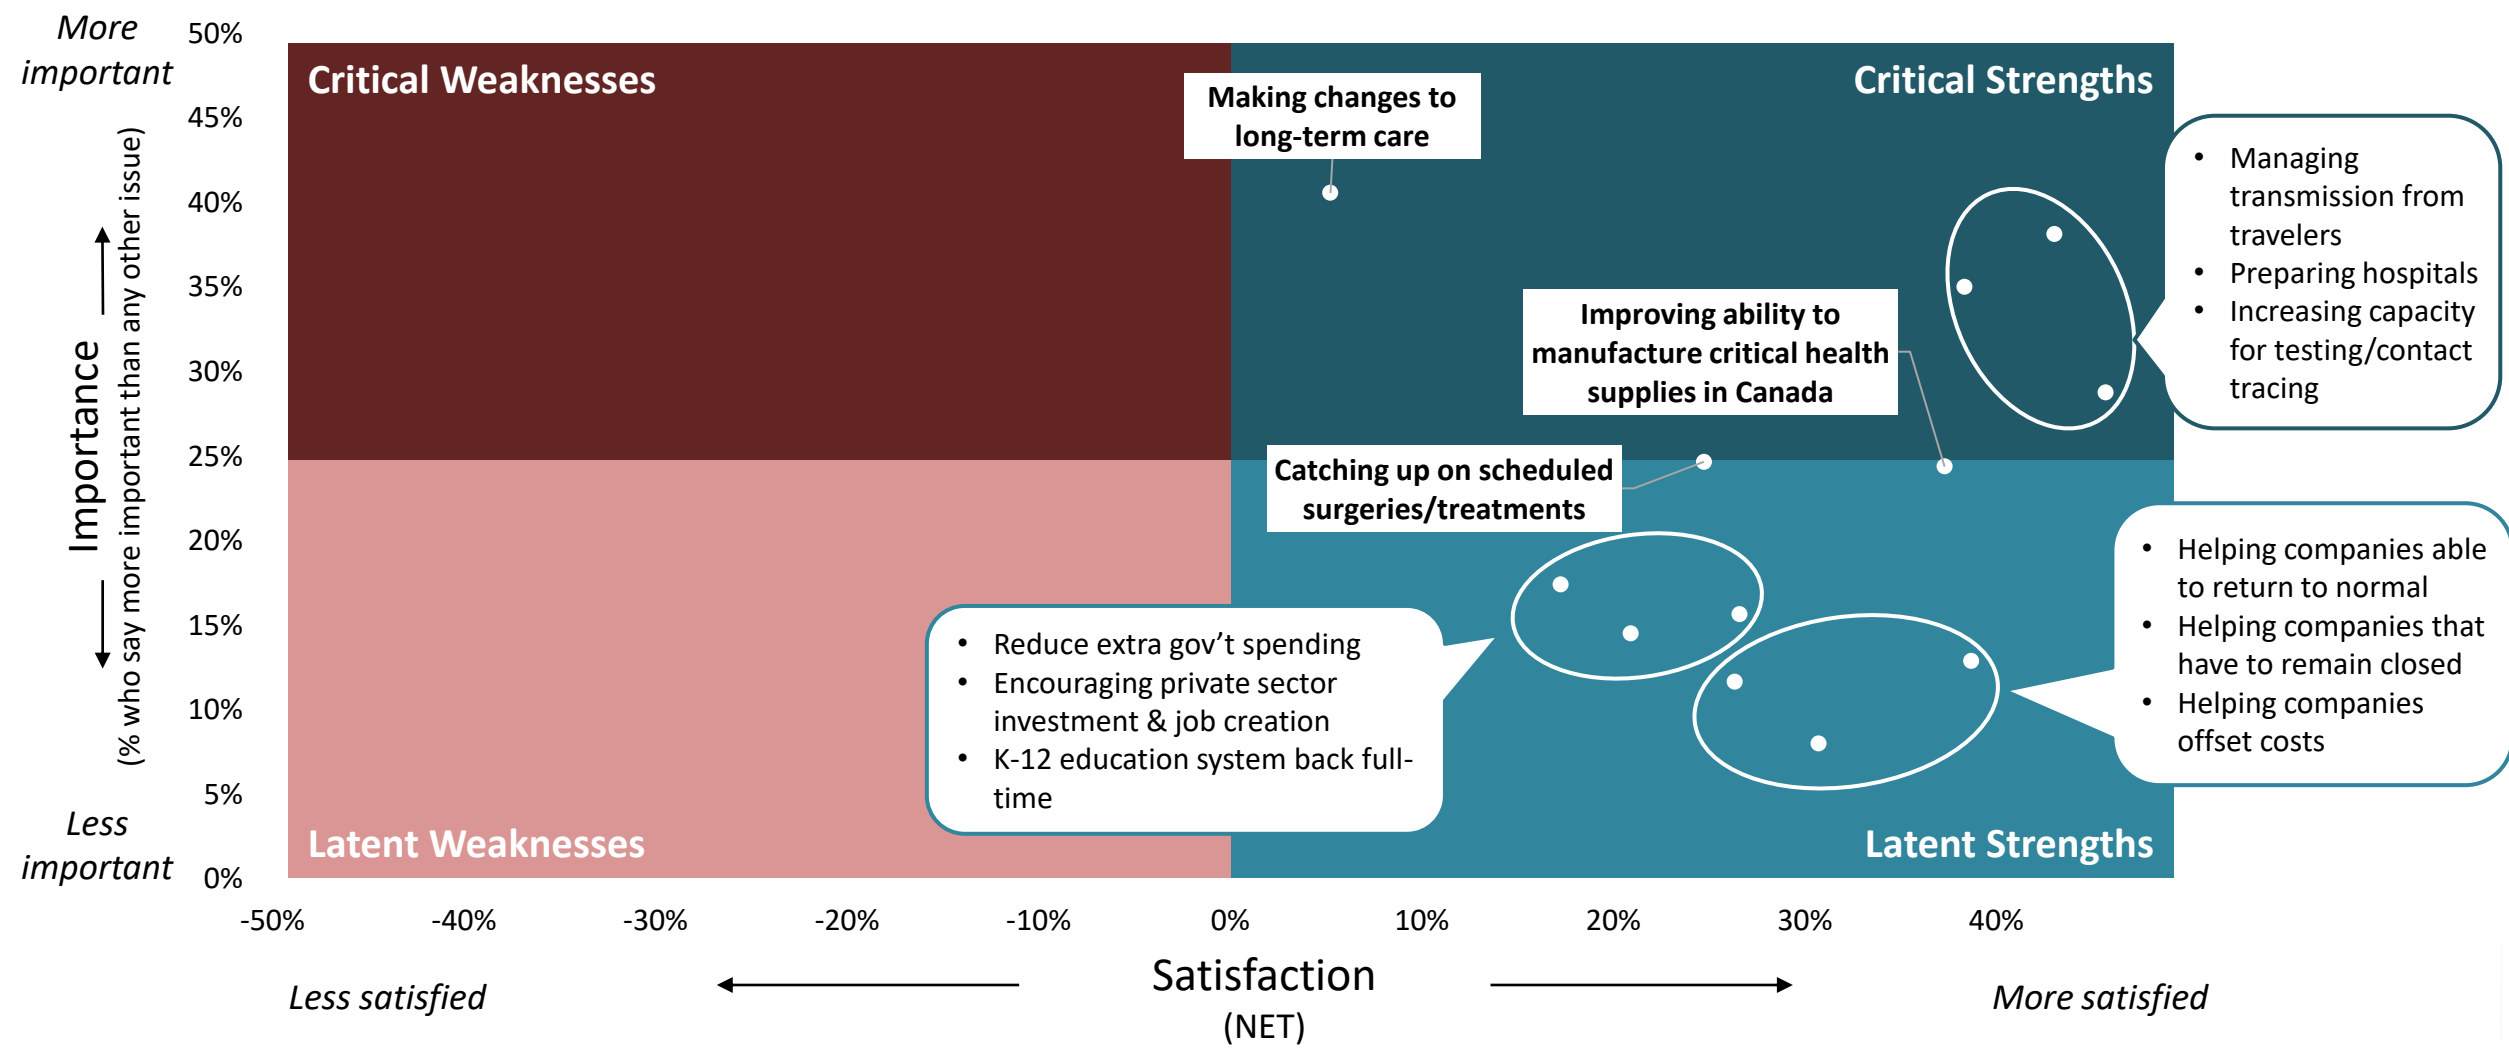 More
important
50%
45%
40%
35%
30%
25%
20%
15%
10%
5%
0%
Importance
(% who say more important than any other issue)
Less
important
Critical Weaknesses
Critical Strengths
Making changes to
long-term care
• Managing
transmission from
travelers
• Preparing hospitals
• Increasing capacity
for testing/contact
tracing
Improving ability to
manufacture critical health
supplies in Canada
Catching up on scheduled
surgeries/treatments
• Reduce extra gov’t spending
• Encouraging private sector
investment & job creation
• K-12 education system back full-
time
• Helping companies able
to return to normal
• Helping companies that
have to remain closed
• Helping companies
offset costs
Latent Weaknesses
Latent Strengths
-50%
-40%
-30%
-20%
-10%
0%
10%
20%
30%
40%
Less satisfied
Satisfaction
(NET)
More satisfied